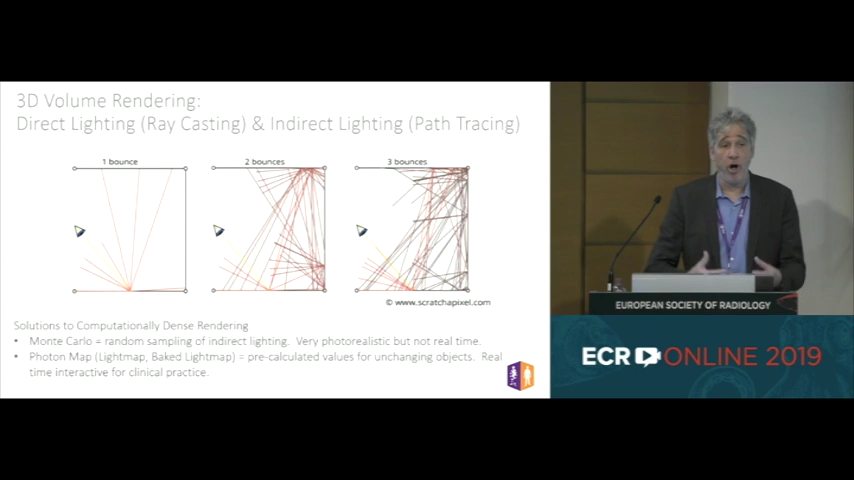 3D Volume Rendering:
Direct Lighting (Ray Casting) & Indirect Lighting (Path Tracing)
1 bounce
2 bounces
3 bounces
© www.scratchapixel.com
Solutions to Computationally Dense Rendering
• Monte Carlo = random sampling of indirect lighting. Very photorealistic but not real time.
• Photon Map (Lightmap, Baked Lightmap) = pre-calculated values for unchanging objects. Real
time interactive for clinical practice.
EUROPEAN SOCIETY OF RADIOLOGY
ECR ONLINE 2019